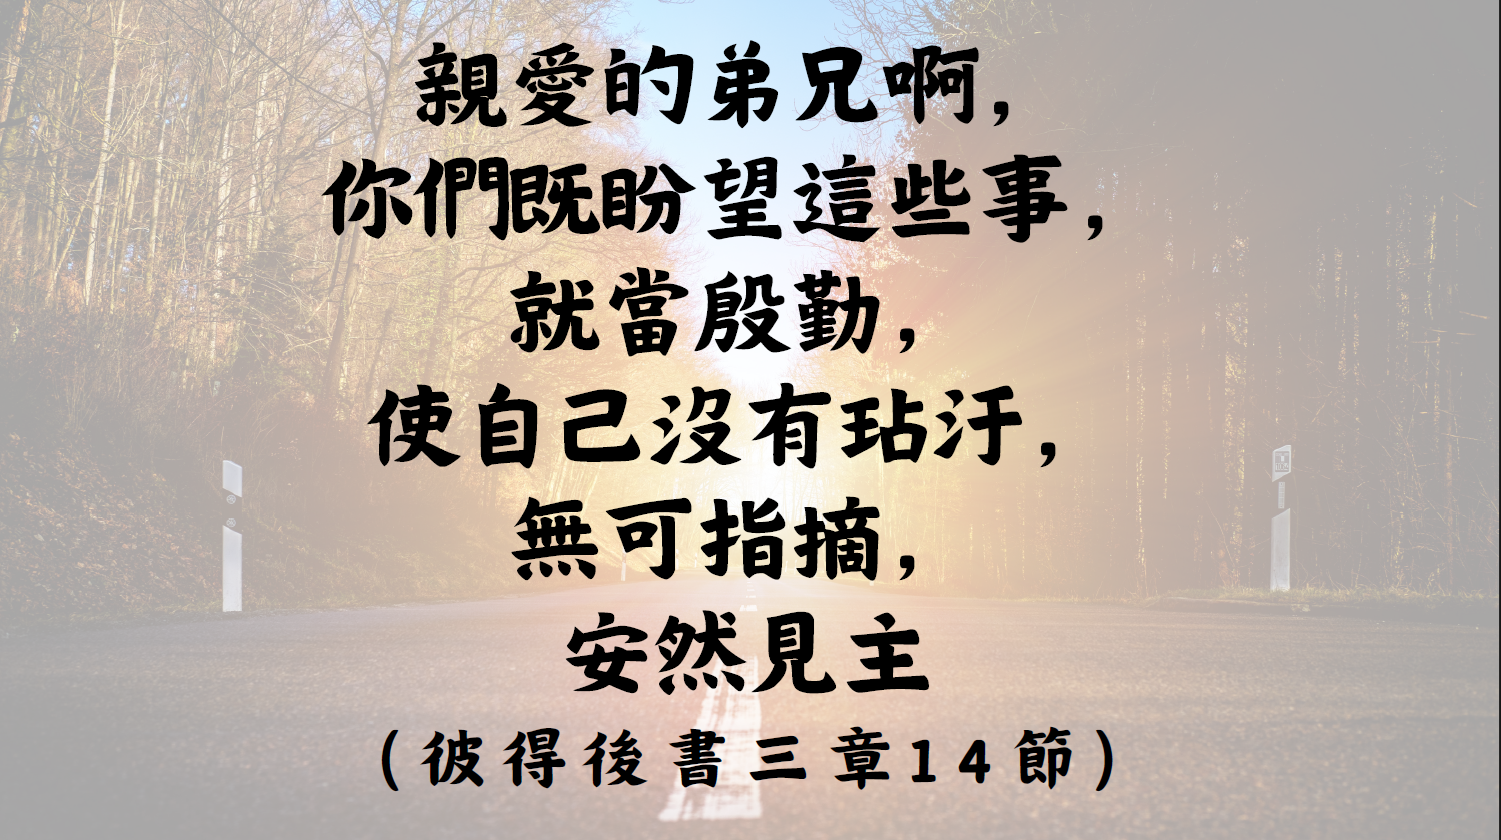 親愛的弟兄啊,
你們既盼望這些事,
就當殷勤,
使自己沒有玷汙,
無可指摘,
安然見主
(彼得後書三章14節)